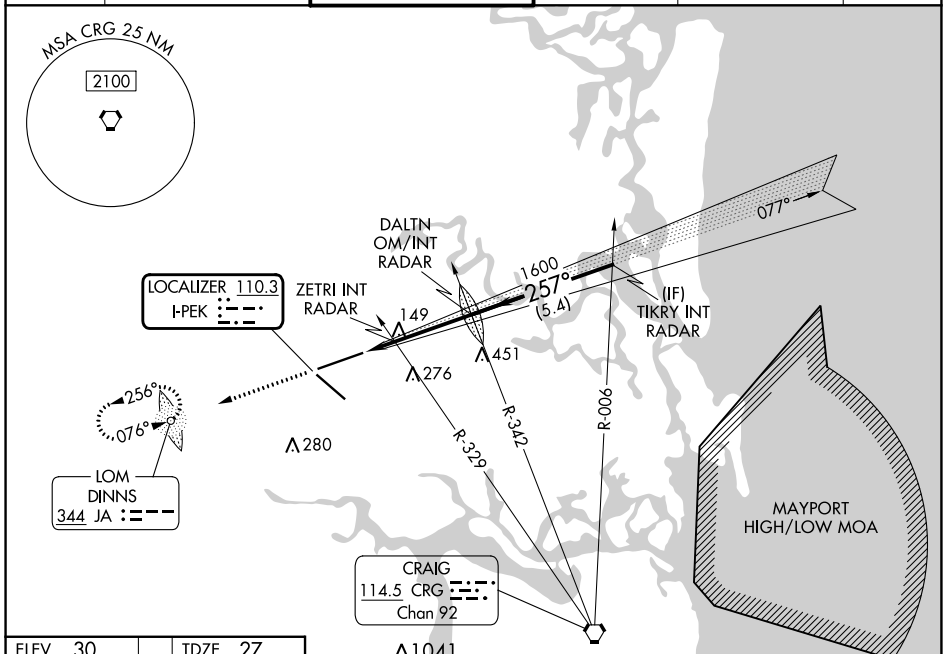 MSA CRG 25 NM
2100
077°
DALTN
OM/INT
RADAR
1600
257°
(5.4)
(IF)
TIKRY INT
RADAR
LOCALIZER 110.3
I-PEK
ZETRI INT
RADAR
149
451
276
256°
076°
280
R-329
R-342
R-006
LOM
DINNS
344 JA
MAYPORT
HIGH/LOW MOA
CRAIG
114.5 CRG
Chan 92
1041
ELEV 30
TDZE 27